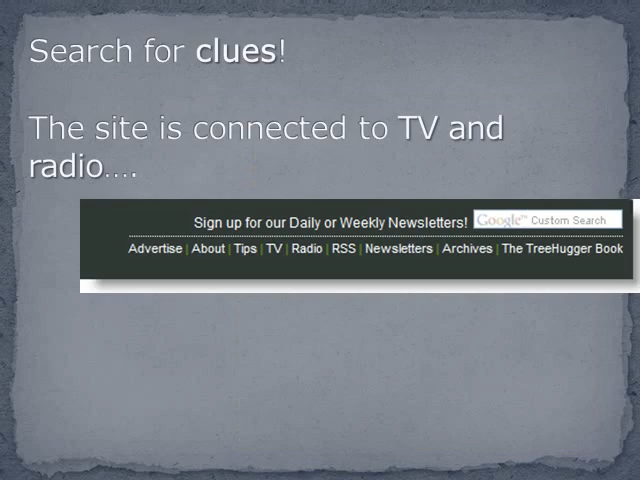 Search for clues!
The site is connected to TV and
radio....
Sign up for our Daily or Weekly Newsletters! Google™ Custom Search
Advertise | About | Tips | TV | Radio | RSS | Newsletters | Archives | The TreeHugger Book